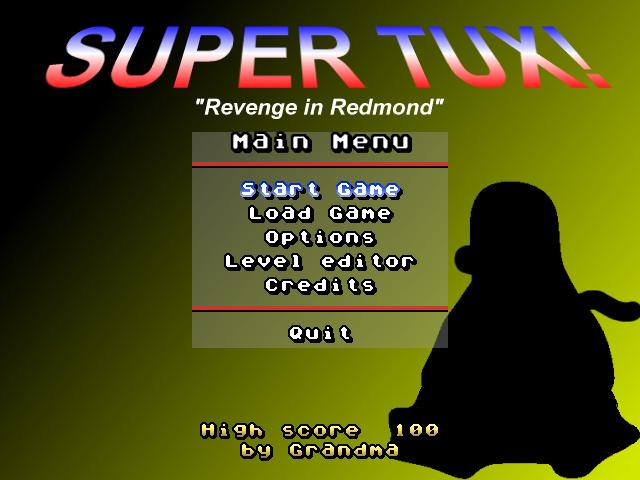 SUPER TUX!
"Revenge in Redmond"
Main Menu
Start Game
Load Game
Options
Level editor
Credits
Quit
High score 100
by Grandma